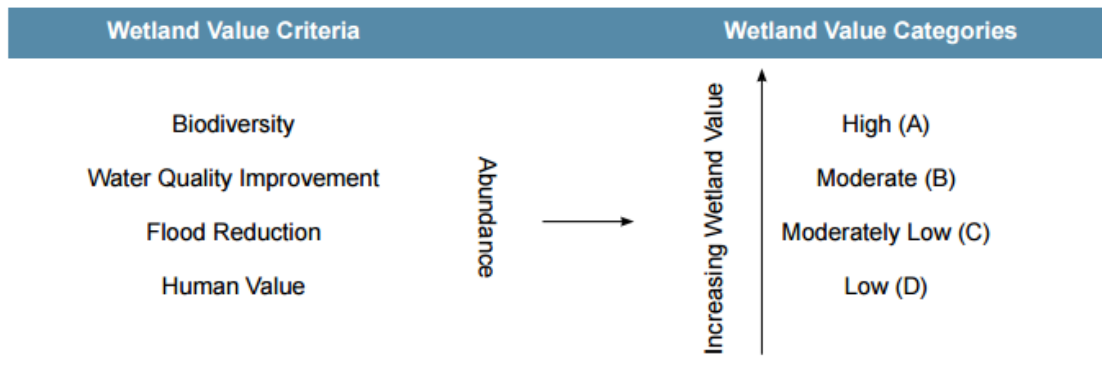 Wetland Value Criteria
Wetland Value Categories
Biodiversity
Water Quality Improvement
Flood Reduction
Human Value
Abundance
Increasing Wetland Value
High (A)
Moderate (B)
Moderately Low (C)
Low (D)